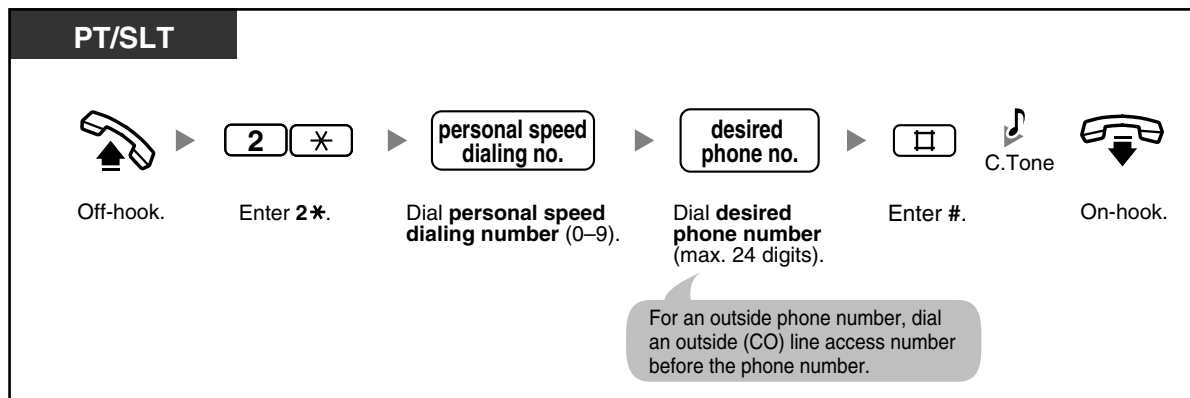 PT/SLT
2 *
personal speed
dialing no.
desired
phone no.
#
C.Tone
Off-hook.
Enter 2*.
Dial personal speed
dialing number (0–9).
Dial desired
phone number
(max. 24 digits).
Enter #.
On-hook.
For an outside phone number, dial
an outside (CO) line access number
before the phone number.